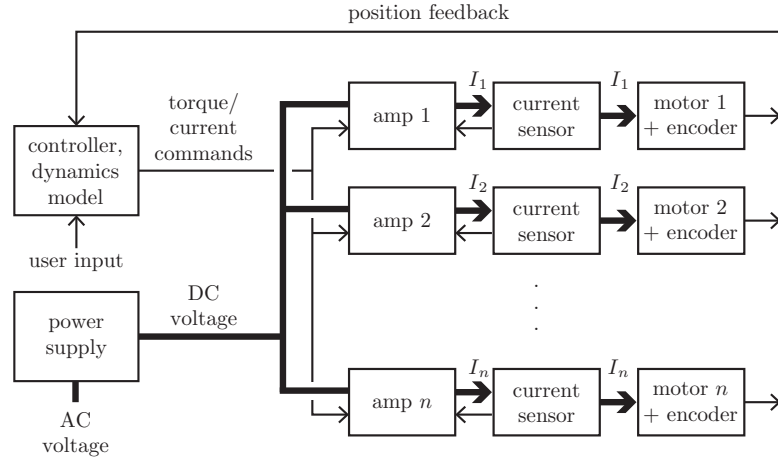 position feedback
torque/
current
commands
controller,
dynamics
model
user input
power
supply
AC
voltage
DC
voltage
amp 1
I₁
current
sensor
I₁
motor 1
+ encoder
amp 2
I₂
current
sensor
I₂
motor 2
+ encoder
.
.
.
amp n
Iₙ
current
sensor
Iₙ
motor n
+ encoder